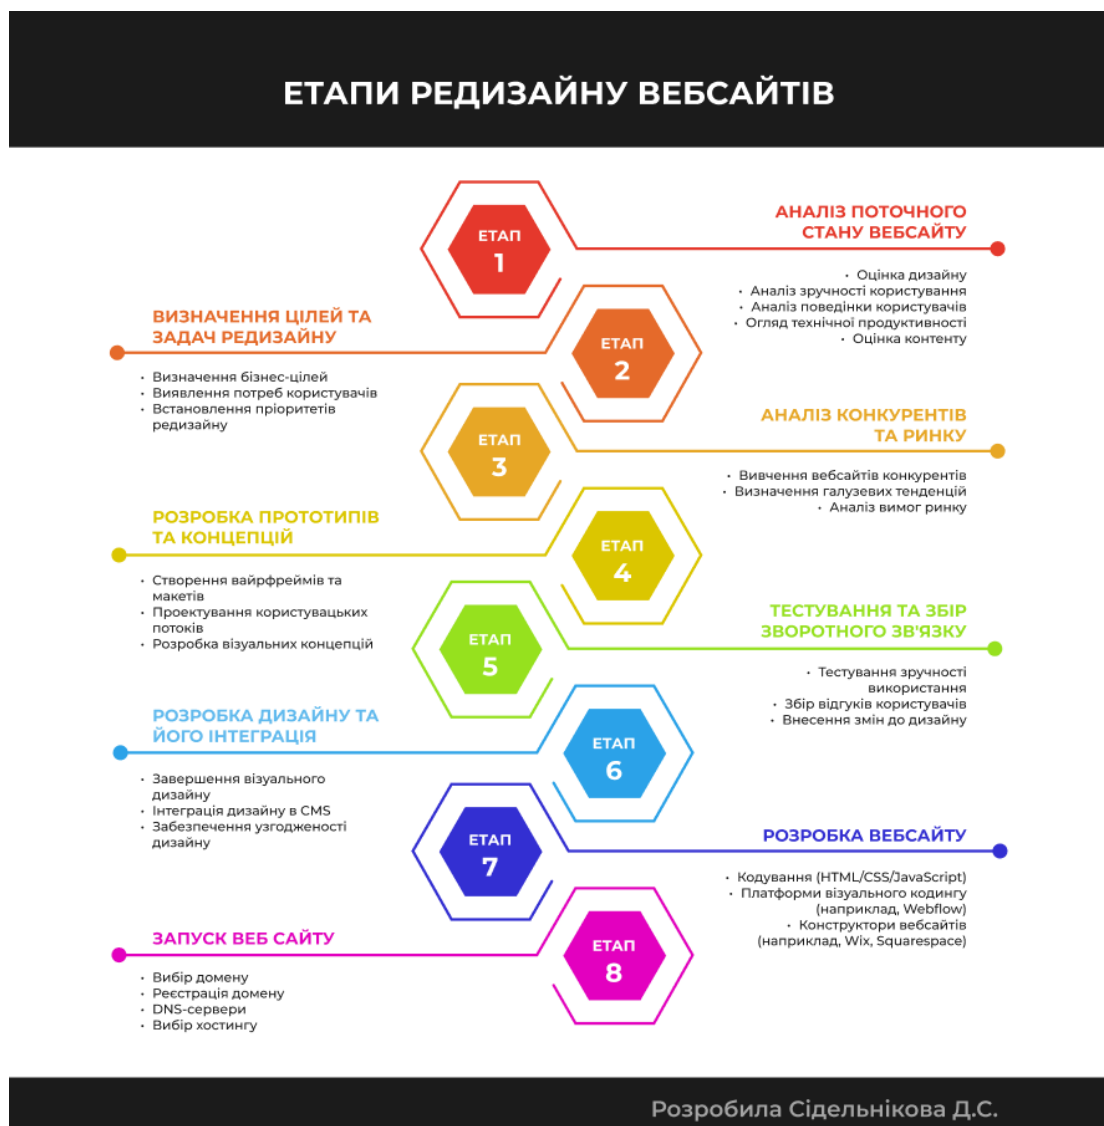 ЕТАПИ РЕДИЗАЙНУ ВЕБСАЙТІВ
ЕТАП
1
АНАЛІЗ ПОТОЧНОГО
СТАНУ ВЕБСАЙТУ
• Оцінка дизайну
• Аналіз зручності користування
• Аналіз поведінки користувачів
• Огляд технічної продуктивності
• Оцінка контенту
ВИЗНАЧЕННЯ ЦІЛЕЙ ТА
ЗАДАЧ РЕДИЗАЙНУ
ЕТАП
2
• Визначення бізнес-цілей
• Виявлення потреб користувачів
• Встановлення пріоритетів
редизайну
ЕТАП
3
АНАЛІЗ КОНКУРЕНТІВ
ТА РИНКУ
• Вивчення вебсайтів конкурентів
• Визначення галузевих тенденцій
• Аналіз вимог ринку
РОЗРОБКА ПРОТОТИПІВ
ТА КОНЦЕПЦІЙ
ЕТАП
4
• Створення вайрфреймів та
макетів
• Проектування користувацьких
потоків
• Розробка візуальних концепцій
ЕТАП
5
ТЕСТУВАННЯ ТА ЗБІР
ЗВОРОТНОГО ЗВ'ЯЗКУ
• Тестування зручності
використання
• Збір відгуків користувачів
• Внесення змін до дизайну
РОЗРОБКА ДИЗАЙНУ ТА
ЙОГО ІНТЕГРАЦІЯ
ЕТАП
6
• Завершення візуального
дизайну
• Інтеграція дизайну в CMS
• Забезпечення узгодженості
дизайну
ЕТАП
7
РОЗРОБКА ВЕБСАЙТУ
• Кодування (HTML/CSS/JavaScript)
• Платформи візуального кодингу
(наприклад, Webflow)
• Конструктори вебсайтів
(наприклад, Wix, Squarespace)
ЗАПУСК ВЕБ САЙТУ
ЕТАП
8
• Вибір домену
• Реєстрація домену
• DNS-сервери
• Вибір хостингу
Розробила Сідельнікова Д.С.